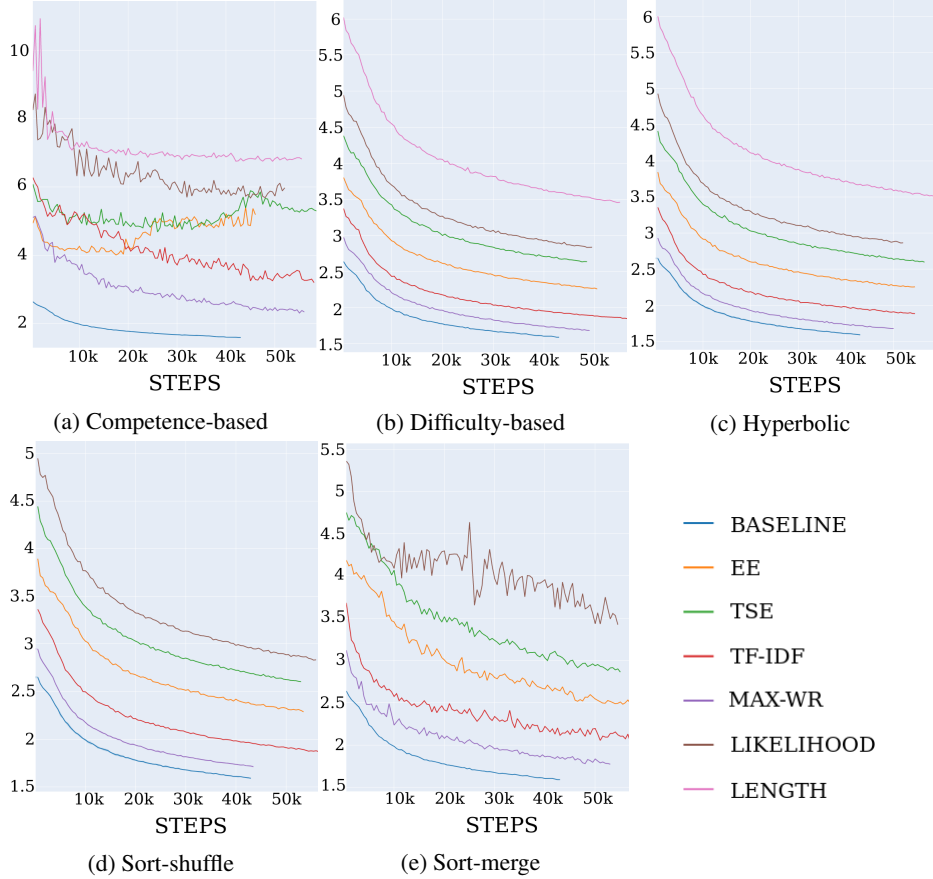 10
8
6
4
2
10k 20k 30k 40k 50k
STEPS
(a) Competence-based
6
5.5
5
4.5
4
3.5
3
2.5
2
1.5
10k 20k 30k 40k 50k
STEPS
(b) Difficulty-based
6
5.5
5
4.5
4
3.5
3
2.5
2
1.5
10k 20k 30k 40k 50k
STEPS
(c) Hyperbolic
5
4.5
4
3.5
3
2.5
2
1.5
10k 20k 30k 40k 50k
STEPS
(d) Sort-shuffle
5.5
5
4.5
4
3.5
3
2.5
2
1.5
10k 20k 30k 40k 50k
STEPS
(e) Sort-merge
BASELINE
EE
TSE
TF-IDF
MAX-WR
LIKELIHOOD
LENGTH